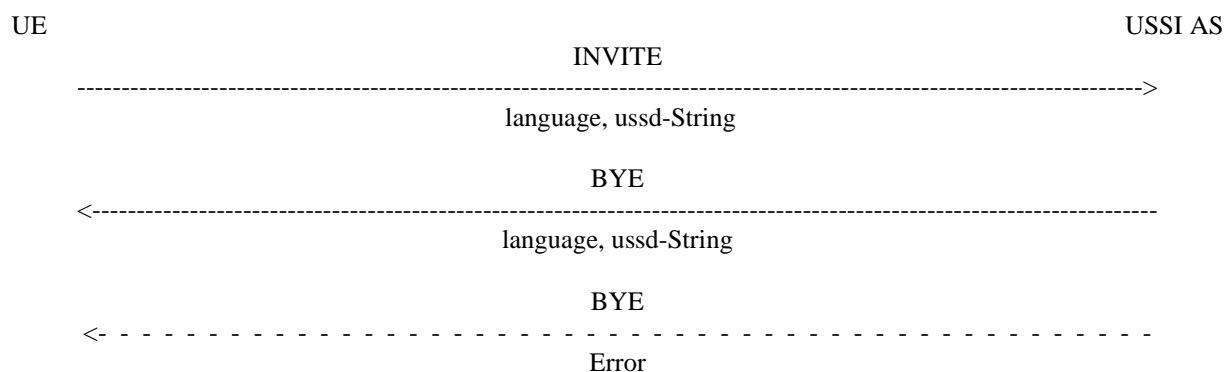 UE USSI AS
INVITE
language, ussd-String
BYE
language, ussd-String
BYE
Error